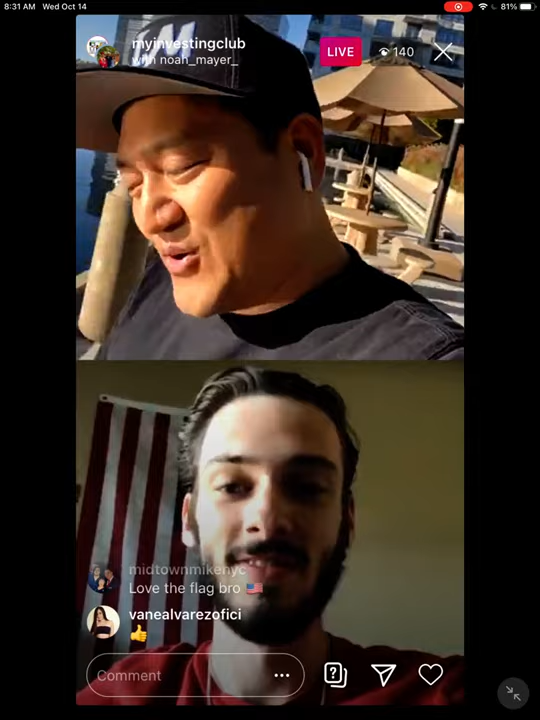 8:31 AM Wed Oct 14
81%
myinvestingclub
with noah_mayer_
LIVE
140
midtownmikenyc
Love the flag bro 🇺🇸
vanealvarezofici
👍
Comment